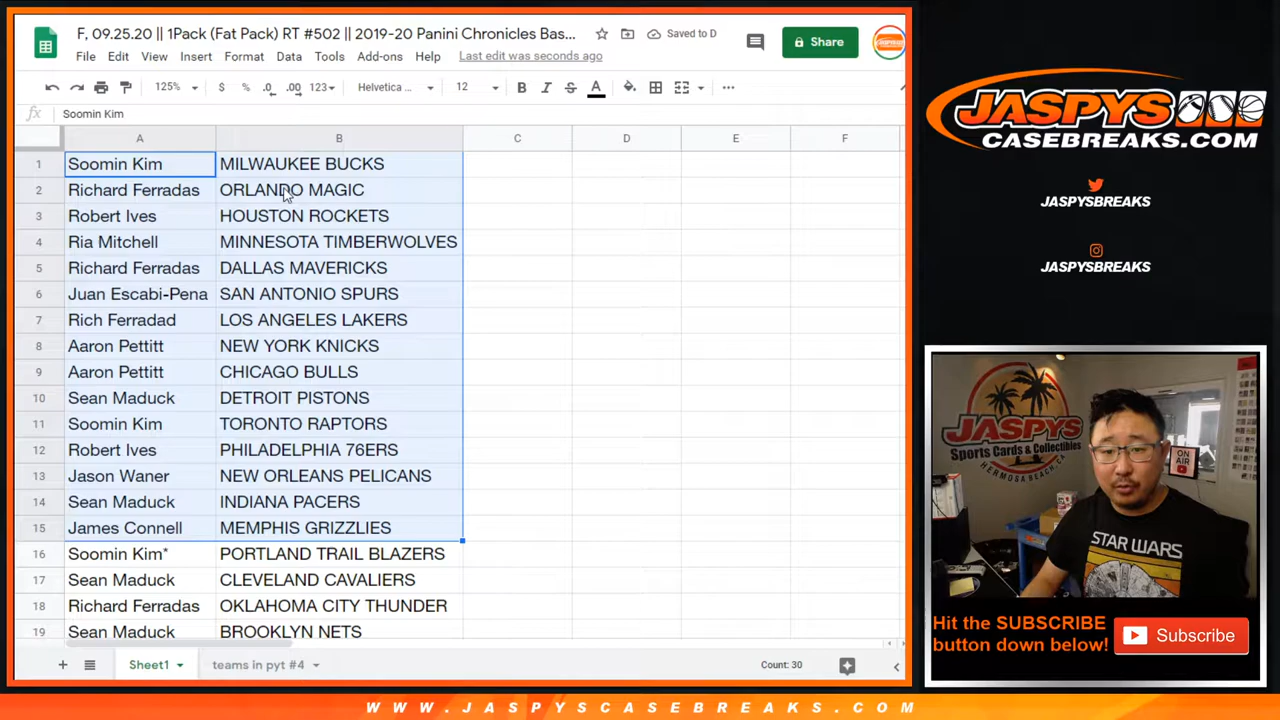 F, 09.25.20 || 1Pack (Fat Pack) RT #502 || 2019-20 Panini Chronicles Bas...
Saved to D
Share
File Edit View Insert Format Data Tools Add-ons Help Last edit was seconds ago
125% $ % .0 .00 123 Helvetica ... 12 B I S A
fx Soomin Kim
A B C D E F
1 Soomin Kim MILWAUKEE BUCKS
2 Richard Ferradas ORLANDO MAGIC
3 Robert Ives HOUSTON ROCKETS
4 Ria Mitchell MINNESOTA TIMBERWOLVES
5 Richard Ferradas DALLAS MAVERICKS
6 Juan Escabi-Pena SAN ANTONIO SPURS
7 Rich Ferradad LOS ANGELES LAKERS
8 Aaron Pettitt NEW YORK KNICKS
9 Aaron Pettitt CHICAGO BULLS
10 Sean Maduck DETROIT PISTONS
11 Soomin Kim TORONTO RAPTORS
12 Robert Ives PHILADELPHIA 76ERS
13 Jason Waner NEW ORLEANS PELICANS
14 Sean Maduck INDIANA PACERS
15 James Connell MEMPHIS GRIZZLIES
16 Soomin Kim* PORTLAND TRAIL BLAZERS
17 Sean Maduck CLEVELAND CAVALIERS
18 Richard Ferradas OKLAHOMA CITY THUNDER
19 Sean Maduck BROOKLYN NETS
Sheet1 teams in pyt #4 Count: 30
JASPYS
CASEBREAKS.COM
JASPYSBREAKS
JASPYSBREAKS
JASPYS
Sports Cards & Collectibles
HERMOSA BEACH, CA
ON
AIR
STAR WARS
Hit the SUBSCRIBE
button down below!
Subscribe
WWW.JASPYSCASEBREAKS.COM